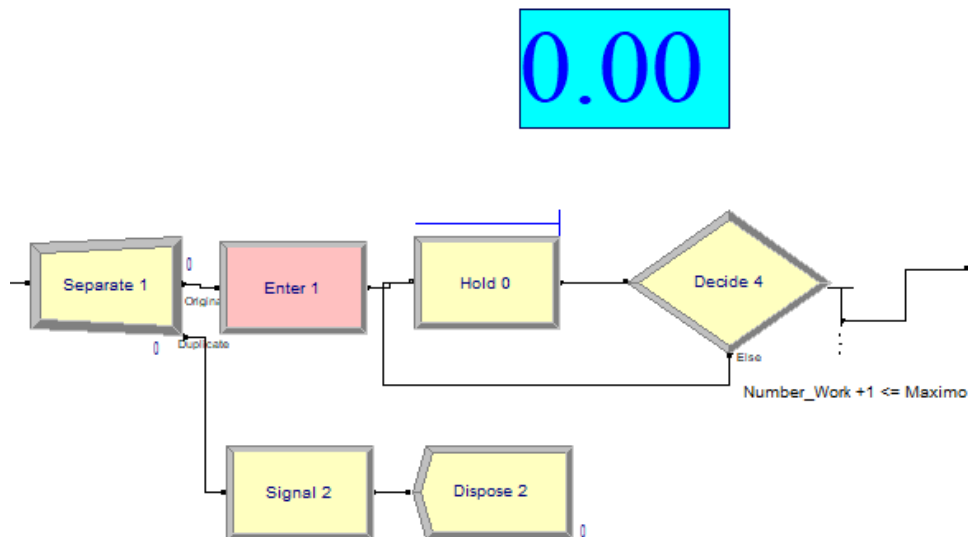 0.00
Separate 1
0
Origina
Enter 1
Hold 0
Decide 4
0
Duplicate
Else
Number_Work +1 <= Maximo
Signal 2
Dispose 2
0